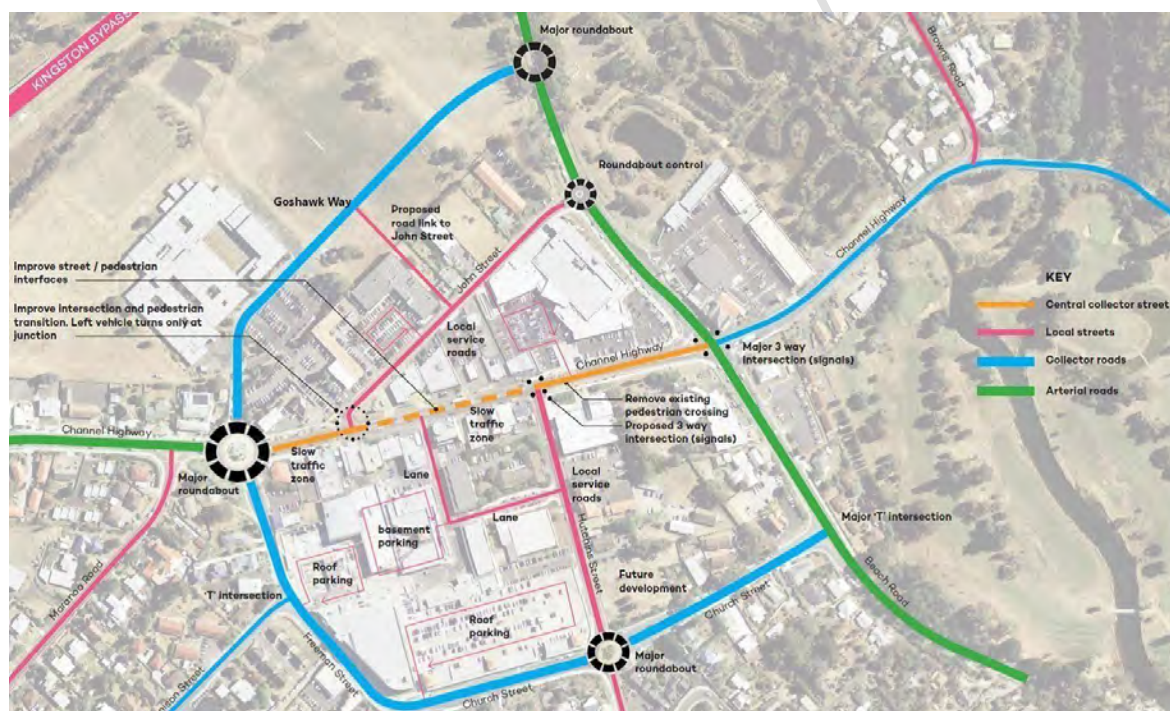 KINGSTON BYPASS
Major roundabout
Browns Road
Roundabout control
Goshawk Way
Proposed
road link to
John Street
John Street
Channel Highway
Improve street / pedestrian
interfaces
Improve intersection and pedestrian
transition. Left vehicle turns only at
junction
Local
service
roads
KEY
Central collector street
Local streets
Collector roads
Arterial roads
Channel Highway
Major 3 way
intersection (signals)
Remove existing
pedestrian crossing
Proposed 3 way
intersection (signals)
Slow
traffic
zone
Channel Highway
Slow
traffic
zone
Major
roundabout
Lane
Lane
Local
service
roads
Hutchins Street
basement
parking
Roof
parking
Roof
parking
Maranoa Road
'T' intersection
Freeman Street
Future
development
Church Street
Major 'T' intersection
Beach Road
Major
roundabout
Church Street
Street